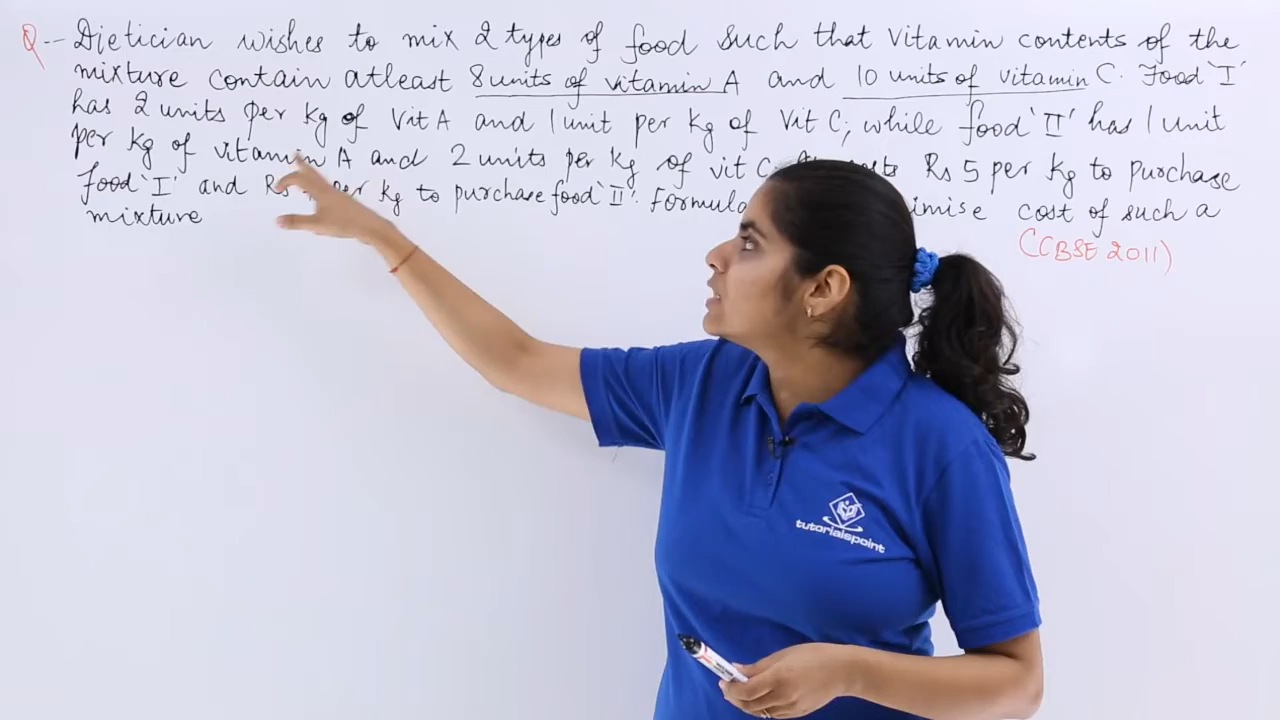 Q -- Dietician wishes to mix 2 types of food such that vitamin contents of the
mixture contain atleast 8 units of vitamin A and 10 units of vitamin C. Food 'I'
has 2 units per kg of Vit A and 1 unit per kg of Vit C, while food 'II' has 1 unit
per kg of vitamin A and 2 units per kg of vit C. Rs 5 per kg to purchase
food 'I' and Rs per kg to purchase food 'II'. cost of such a
mixture
(CBSE 2011)
tutorialspoint